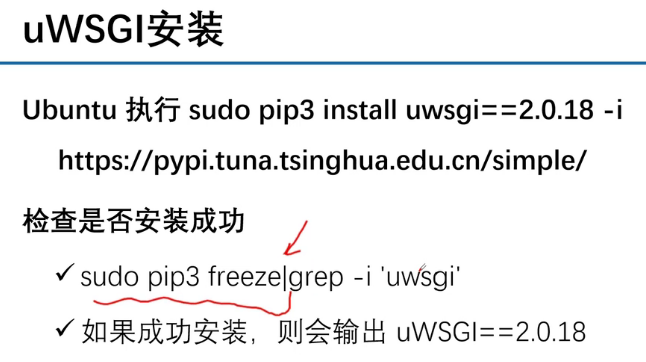 uWSGI安装
Ubuntu 执行 sudo pip3 install uwsgi==2.0.18 -i
https://pypi.tuna.tsinghua.edu.cn/simple/
检查是否安装成功
✓ sudo pip3 freeze|grep -i 'uwsgi'
✓ 如果成功安装，则会输出 uWSGI==2.0.18